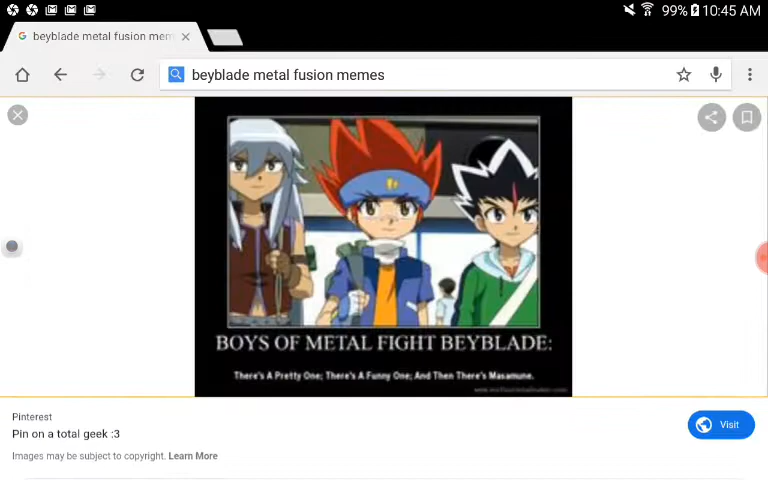 99% 10:45 AM
beyblade metal fusion mem
beyblade metal fusion memes
BOYS OF METAL FIGHT BEYBLADE:
There's A Pretty One; There's A Funny One; And Then There's Masamune.
Pinterest
Pin on a total geek :3
Visit
Images may be subject to copyright. Learn More